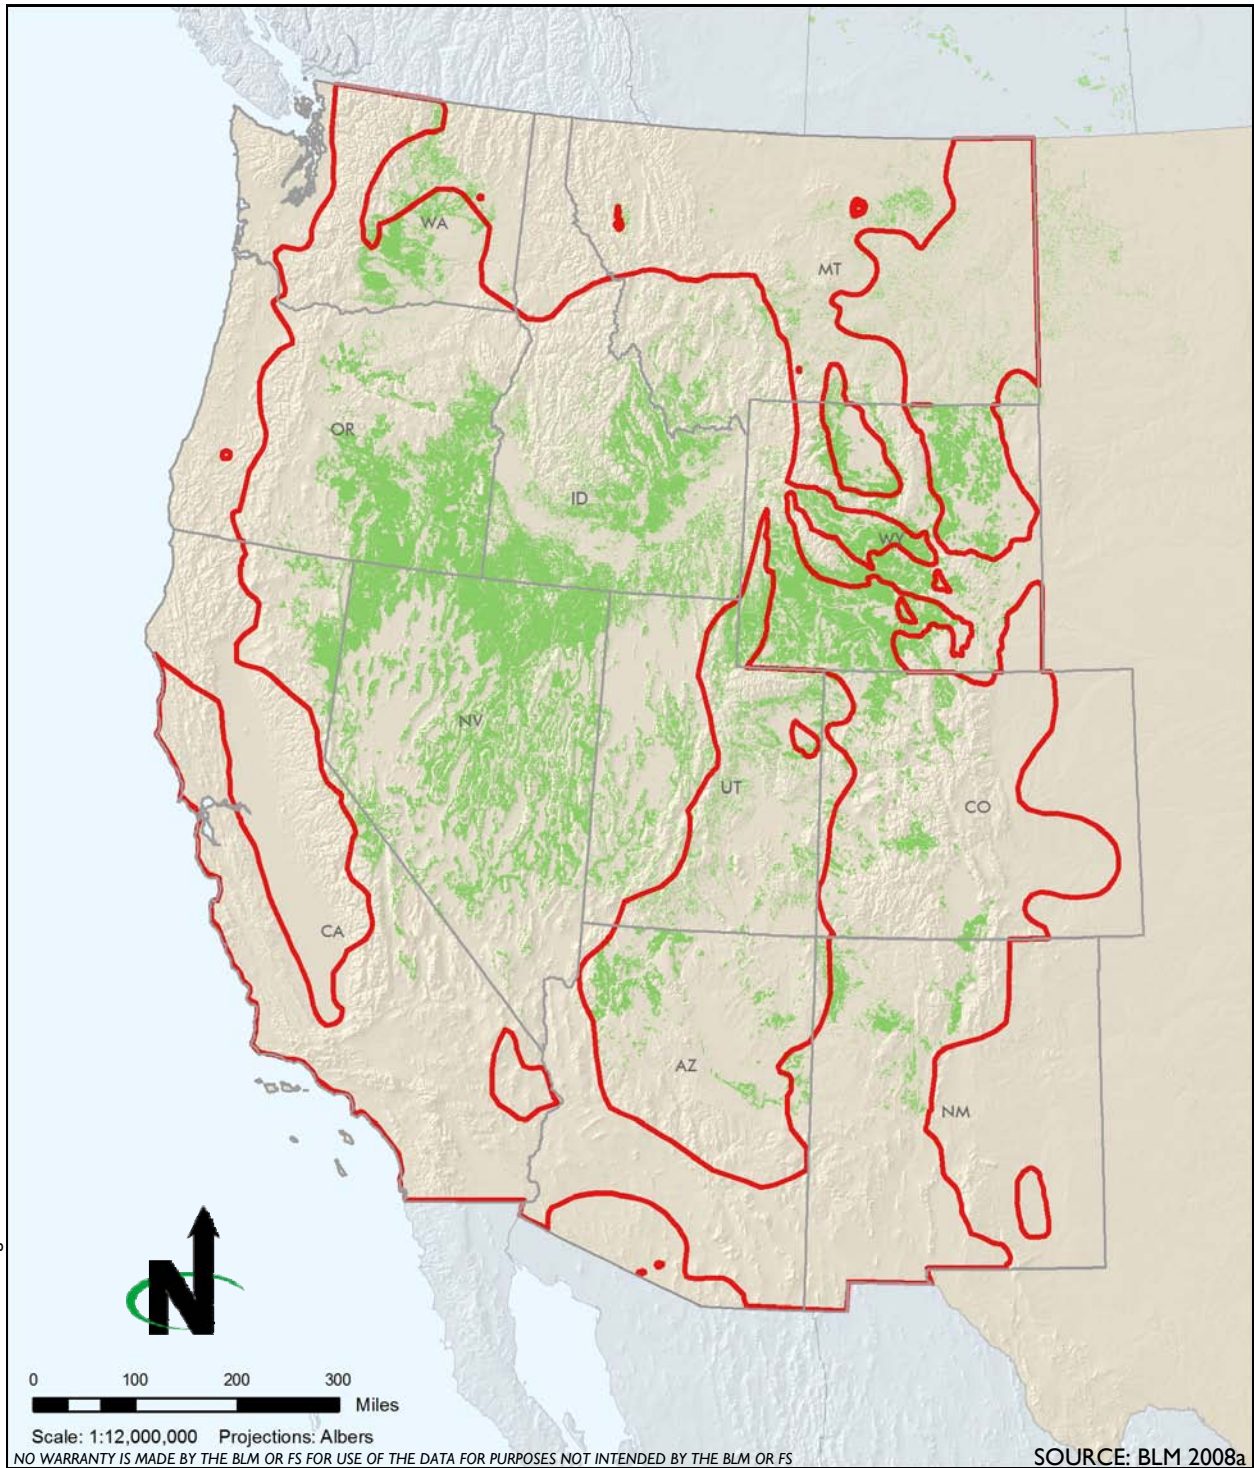 WA
MT
OR
ID
WY
NV
UT
CO
CA
AZ
NM
N
0 100 200 300
Miles
Scale: 1:12,000,000 Projections: Albers
NO WARRANTY IS MADE BY THE BLM OR FS FOR USE OF THE DATA FOR PURPOSES NOT INTENDED BY THE BLM OR FS
SOURCE: BLM 2008a